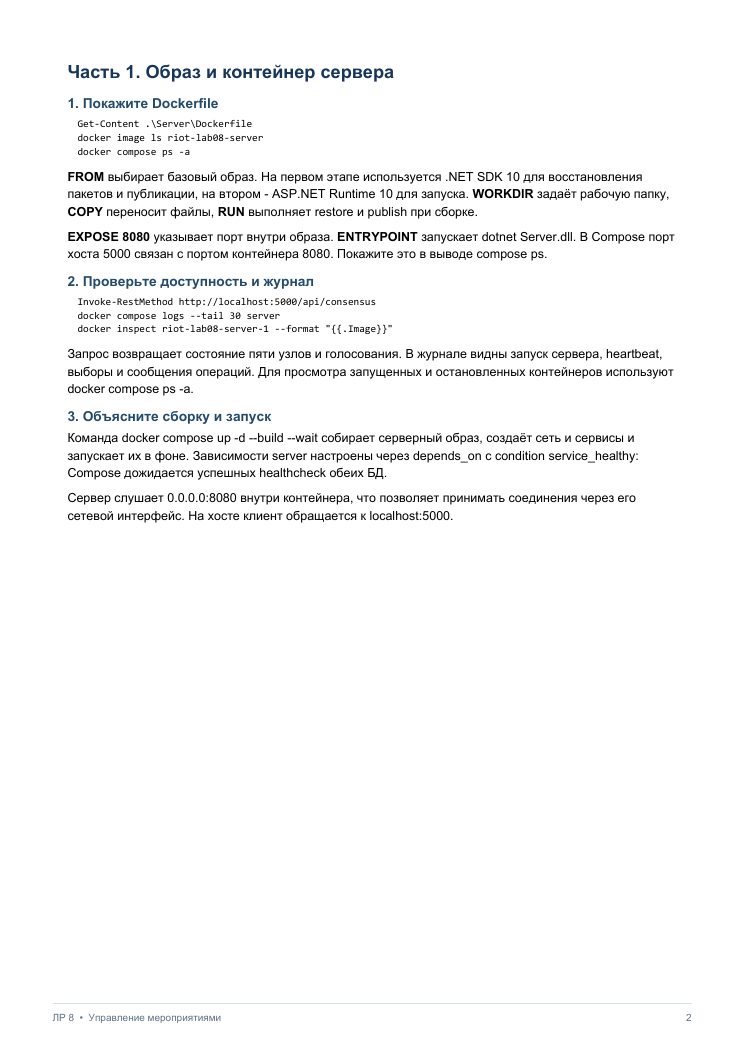 Часть 1. Образ и контейнер сервера
1. Покажите Dockerfile
Get-Content .\Server\Dockerfile
docker image ls riot-lab08-server
docker compose ps -a
FROM выбирает базовый образ. На первом этапе используется .NET SDK 10 для восстановления
пакетов и публикации, на втором - ASP.NET Runtime 10 для запуска. WORKDIR задаёт рабочую папку,
COPY переносит файлы, RUN выполняет restore и publish при сборке.
EXPOSE 8080 указывает порт внутри образа. ENTRYPOINT запускает dotnet Server.dll. В Compose порт
хоста 5000 связан с портом контейнера 8080. Покажите это в выводе compose ps.
2. Проверьте доступность и журнал
Invoke-RestMethod http://localhost:5000/api/consensus
docker compose logs --tail 30 server
docker inspect riot-lab08-server-1 --format "{{.Image}}"
Запрос возвращает состояние пяти узлов и голосования. В журнале видны запуск сервера, heartbeat,
выборы и сообщения операций. Для просмотра запущенных и остановленных контейнеров используют
docker compose ps -a.
3. Объясните сборку и запуск
Команда docker compose up -d --build --wait собирает серверный образ, создаёт сеть и сервисы и
запускает их в фоне. Зависимости server настроены через depends_on с condition service_healthy:
Compose дожидается успешных healthcheck обеих БД.
Сервер слушает 0.0.0.0:8080 внутри контейнера, что позволяет принимать соединения через его
сетевой интерфейс. На хосте клиент обращается к localhost:5000.
ЛР 8 • Управление мероприятиями
2